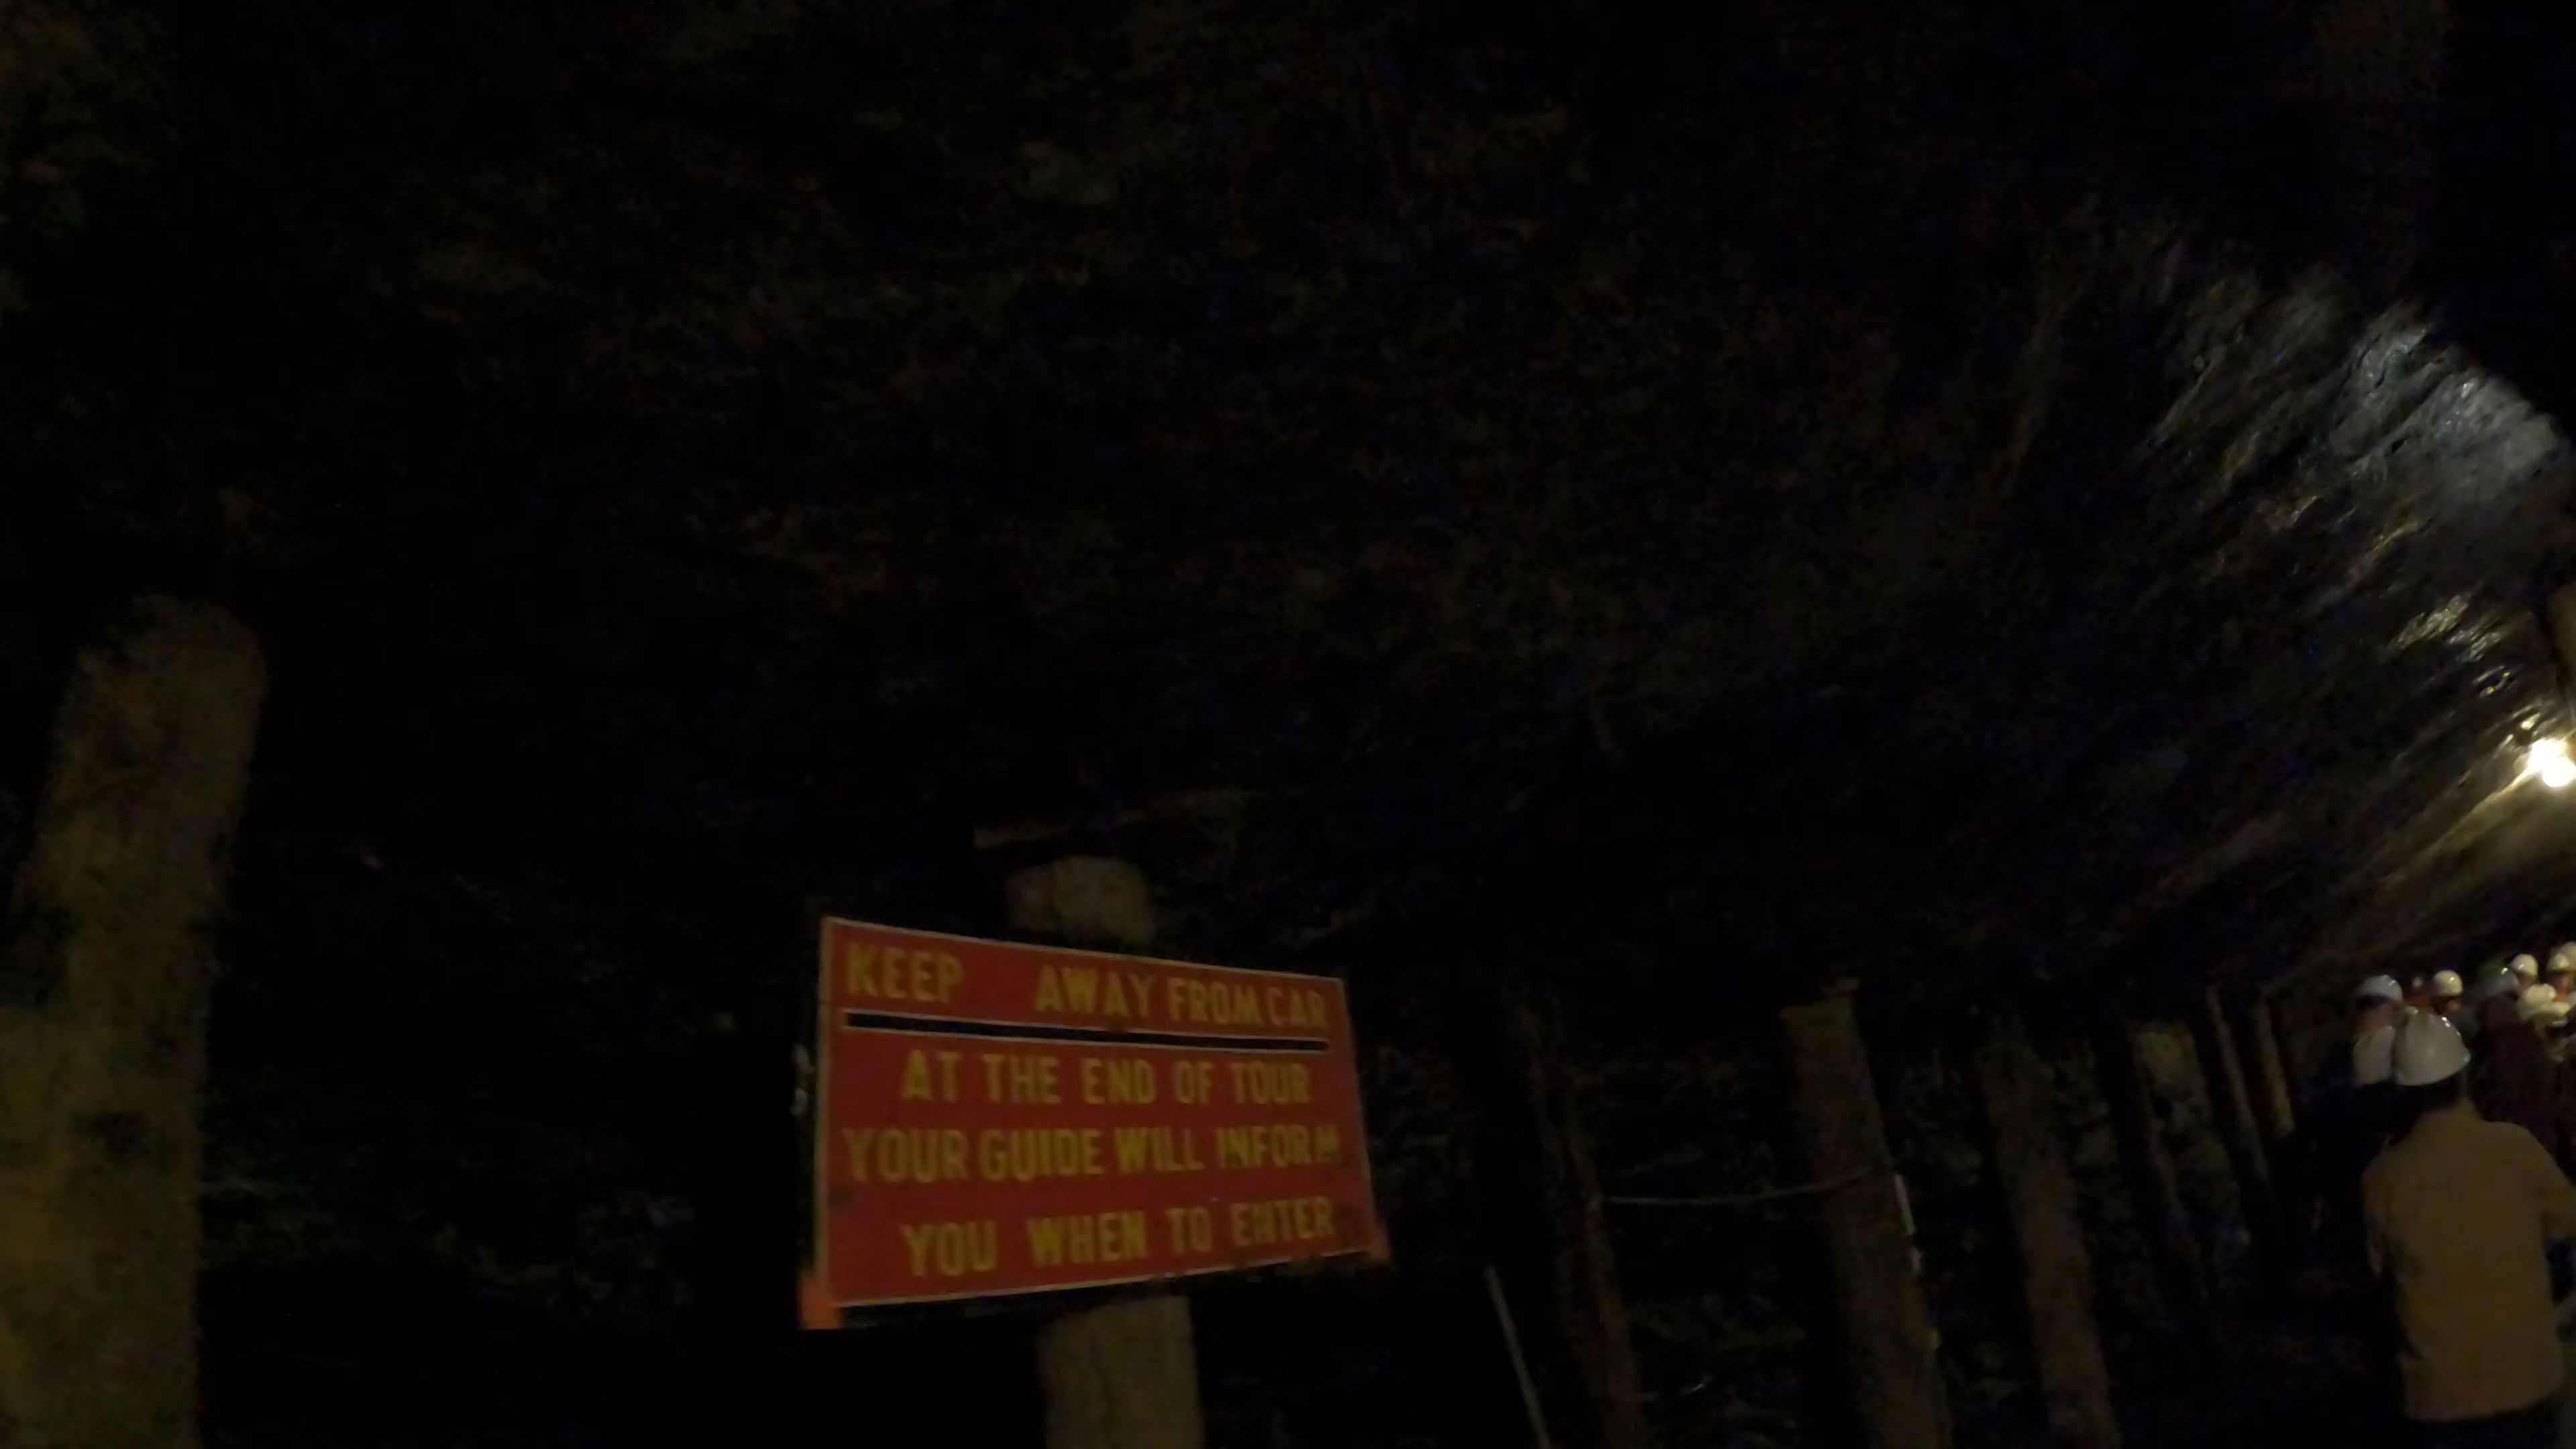 KEEP AWAY FROM CAR
AT THE END OF TOUR
YOUR GUIDE WILL INFORM
YOU WHEN TO ENTER